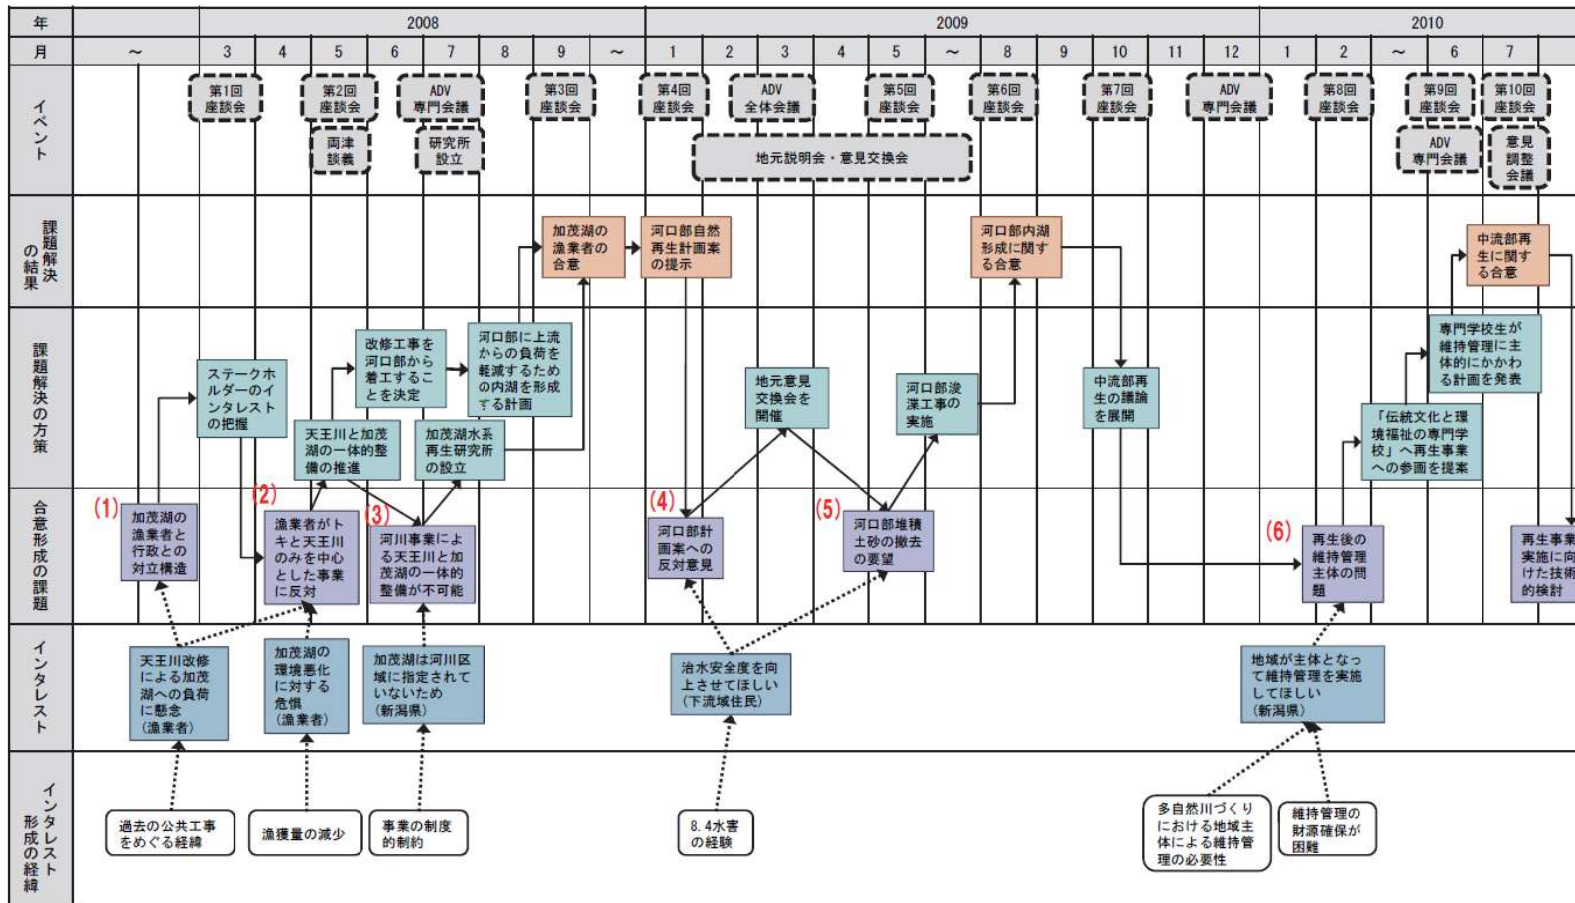 年
2008
2009
2010
月
～
3
4
5
6
7
8
9
～
1
2
3
4
5
～
8
9
10
11
12
1
2
～
6
7
イベント
第1回
座談会
第2回
座談会
ADV
専門会議
第3回
座談会
第4回
座談会
ADV
全体会議
第5回
座談会
第6回
座談会
第7回
座談会
ADV
専門会議
第8回
座談会
第9回
座談会
第10回
座談会
両津
談義
研究所
設立
地元説明会・意見交換会
ADV
専門会議
意見
調整
会議
課題解決
の結果
加茂湖の
漁業者の
合意
河口部自然
再生計画案
の提示
河口部内湖
形成に関す
る合意
中流部再
生に関す
る合意
課題解決の方策
ステークホ
ルダーのイ
ンタレスト
の把握
天王川と加茂
湖の一体的整
備の推進
改修工事を
河口部から
着工するこ
とを決定
加茂湖水系
再生研究所
の設立
河口部に上流
からの負荷を
軽減するため
の内湖を形成
する計画
地元意見
交換会を
開催
河口部浚
渫工事の
実施
中流部再
生の議論
を展開
「伝統文化と環
境福祉の専門学
校」へ再生事業
への参画を提案
専門学校生が
維持管理に主
体的にかかわ
る計画を発表
合意形成の課題
(1)
加茂湖の
漁業者と
行政との
対立構造
(2)
漁業者がト
キと天王川
のみを中心
とした事業
に反対
(3)
河川事業によ
る天王川と加
茂湖の一体的
整備が不可能
(4)
河口部計
画案への
反対意見
(5)
河口部堆積
土砂の撤去
の要望
(6)
再生後の
維持管理
主体の問
題
再生事業
実施に向
けた技術
的検討
インタレスト
天王川改修
による加茂
湖への負荷
に懸念
(漁業者)
加茂湖の
環境悪化
に対する
危惧
(漁業者)
加茂湖は河川区
域に指定されて
いないため
(新潟県)
治水安全度を向
上させてほしい
(下流域住民)
地域が主体となっ
て維持管理を実施
してほしい
(新潟県)
インタレスト
形成の経緯
過去の公共工事
をめぐる経緯
漁獲量の減少
事業の制度
的制約
8.4水害
の経験
多自然川づくり
における地域主
体による維持管
理の必要性
維持管理の
財源確保が
困難